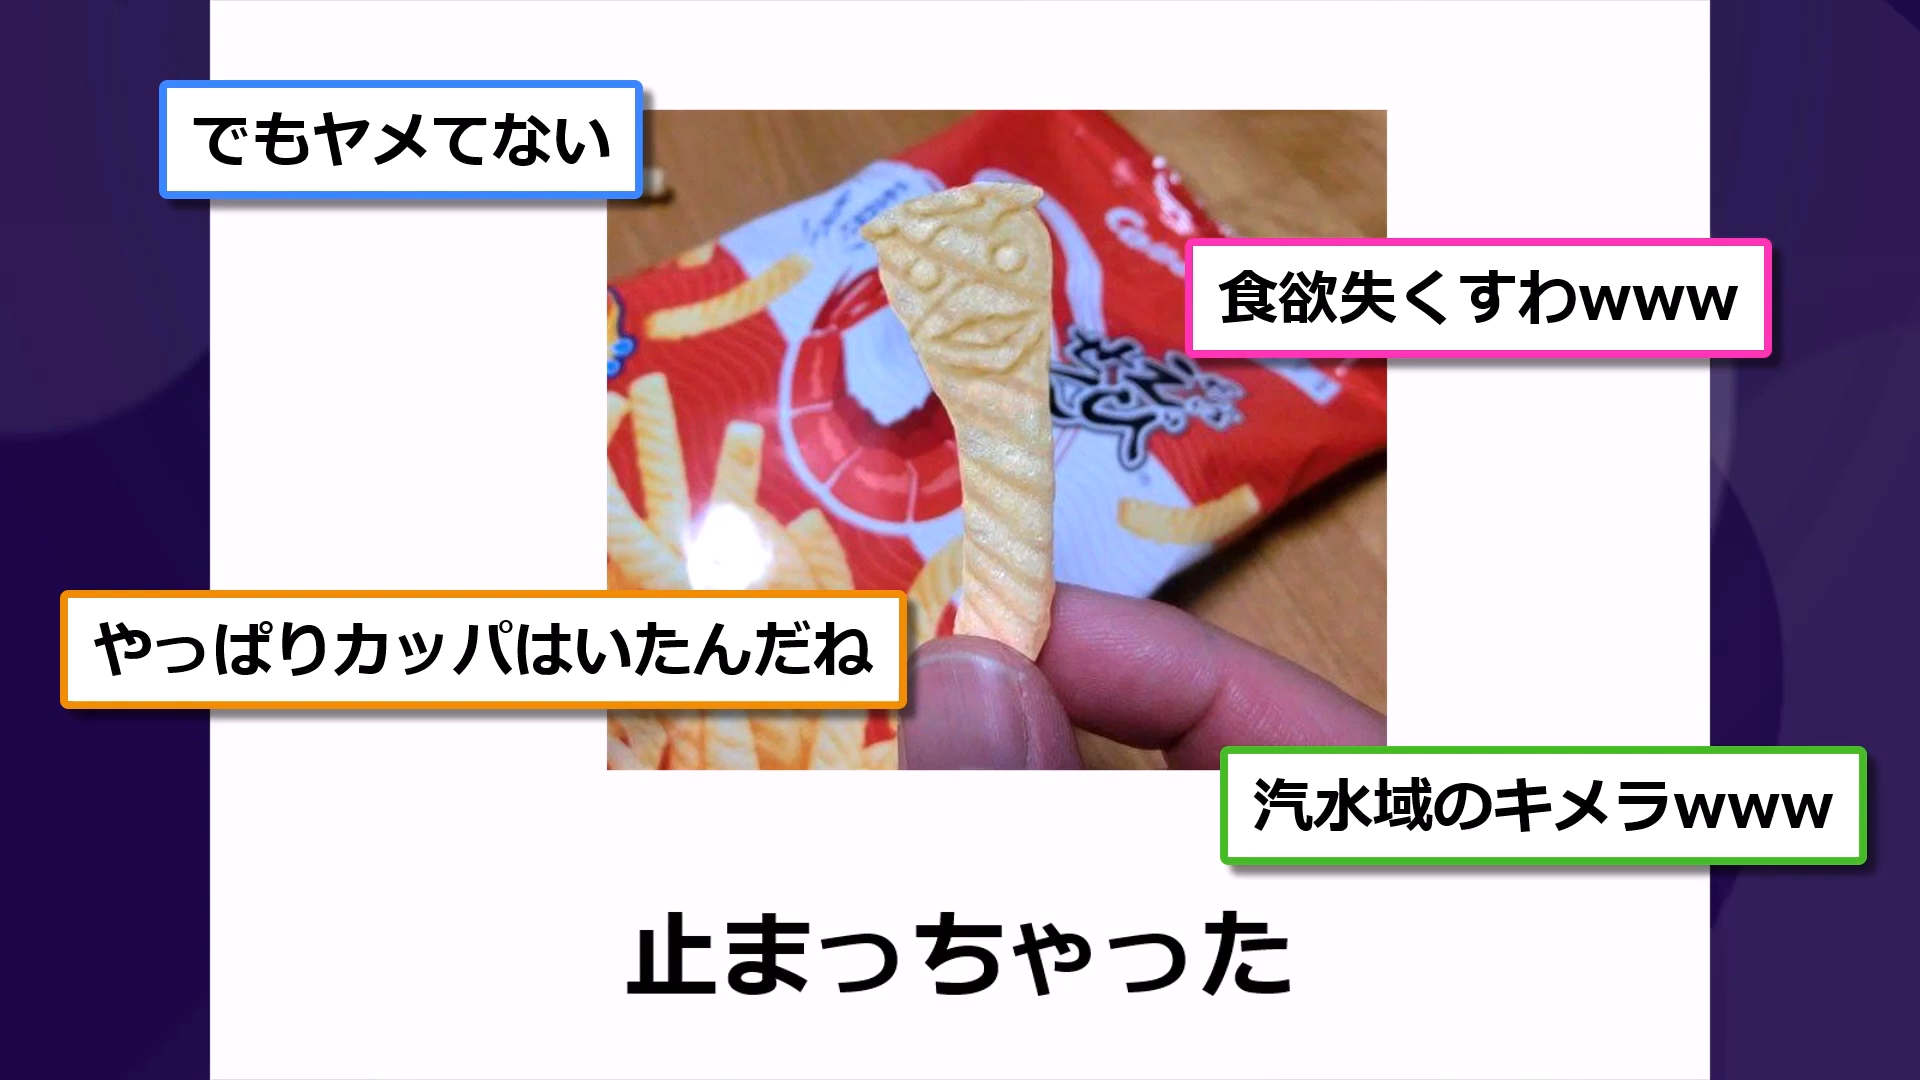 でもヤメてない
食欲失くすわwww
やっぱりカッパはいたんだね
汽水域のキメラwww
止まっちゃった